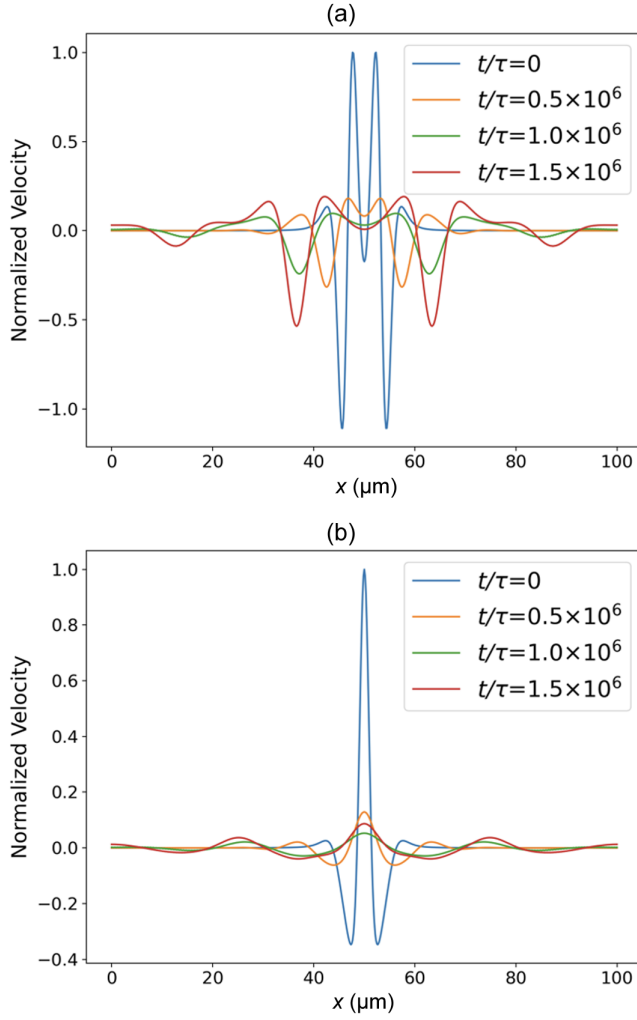 (a)
1.0
0.5
0.0
−0.5
−1.0
Normalized Velocity
t/τ=0
t/τ=0.5×10⁶
t/τ=1.0×10⁶
t/τ=1.5×10⁶
0 20 40 60 80 100
x (μm)
(b)
1.0
0.8
0.6
0.4
0.2
0.0
−0.2
−0.4
Normalized Velocity
t/τ=0
t/τ=0.5×10⁶
t/τ=1.0×10⁶
t/τ=1.5×10⁶
0 20 40 60 80 100
x (μm)